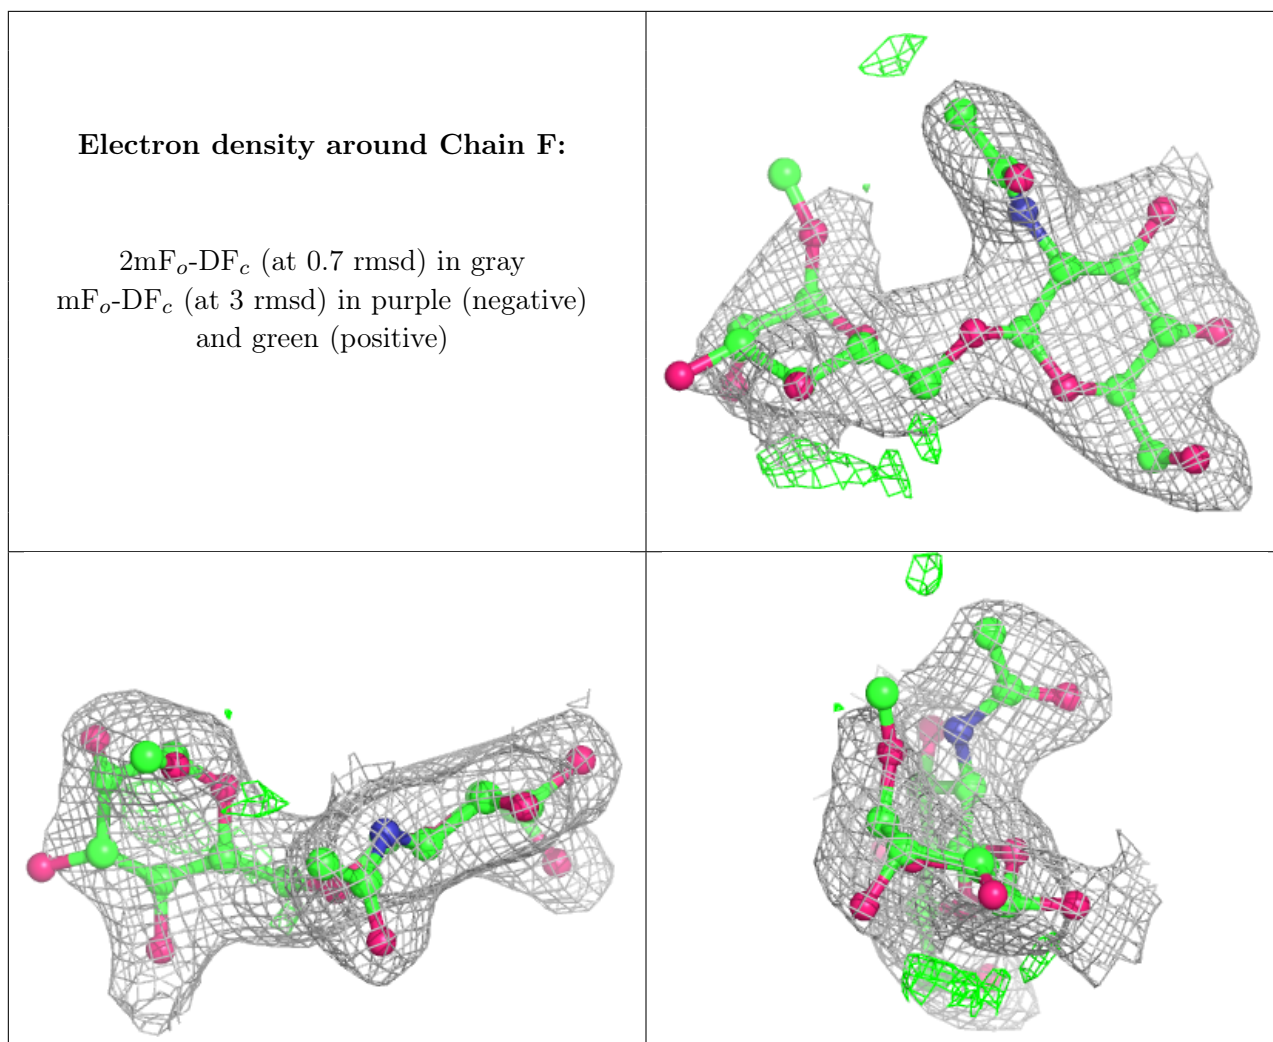 Electron density around Chain F:
2mFₒ-DF𝒸 (at 0.7 rmsd) in gray
mFₒ-DF𝒸 (at 3 rmsd) in purple (negative)
and green (positive)